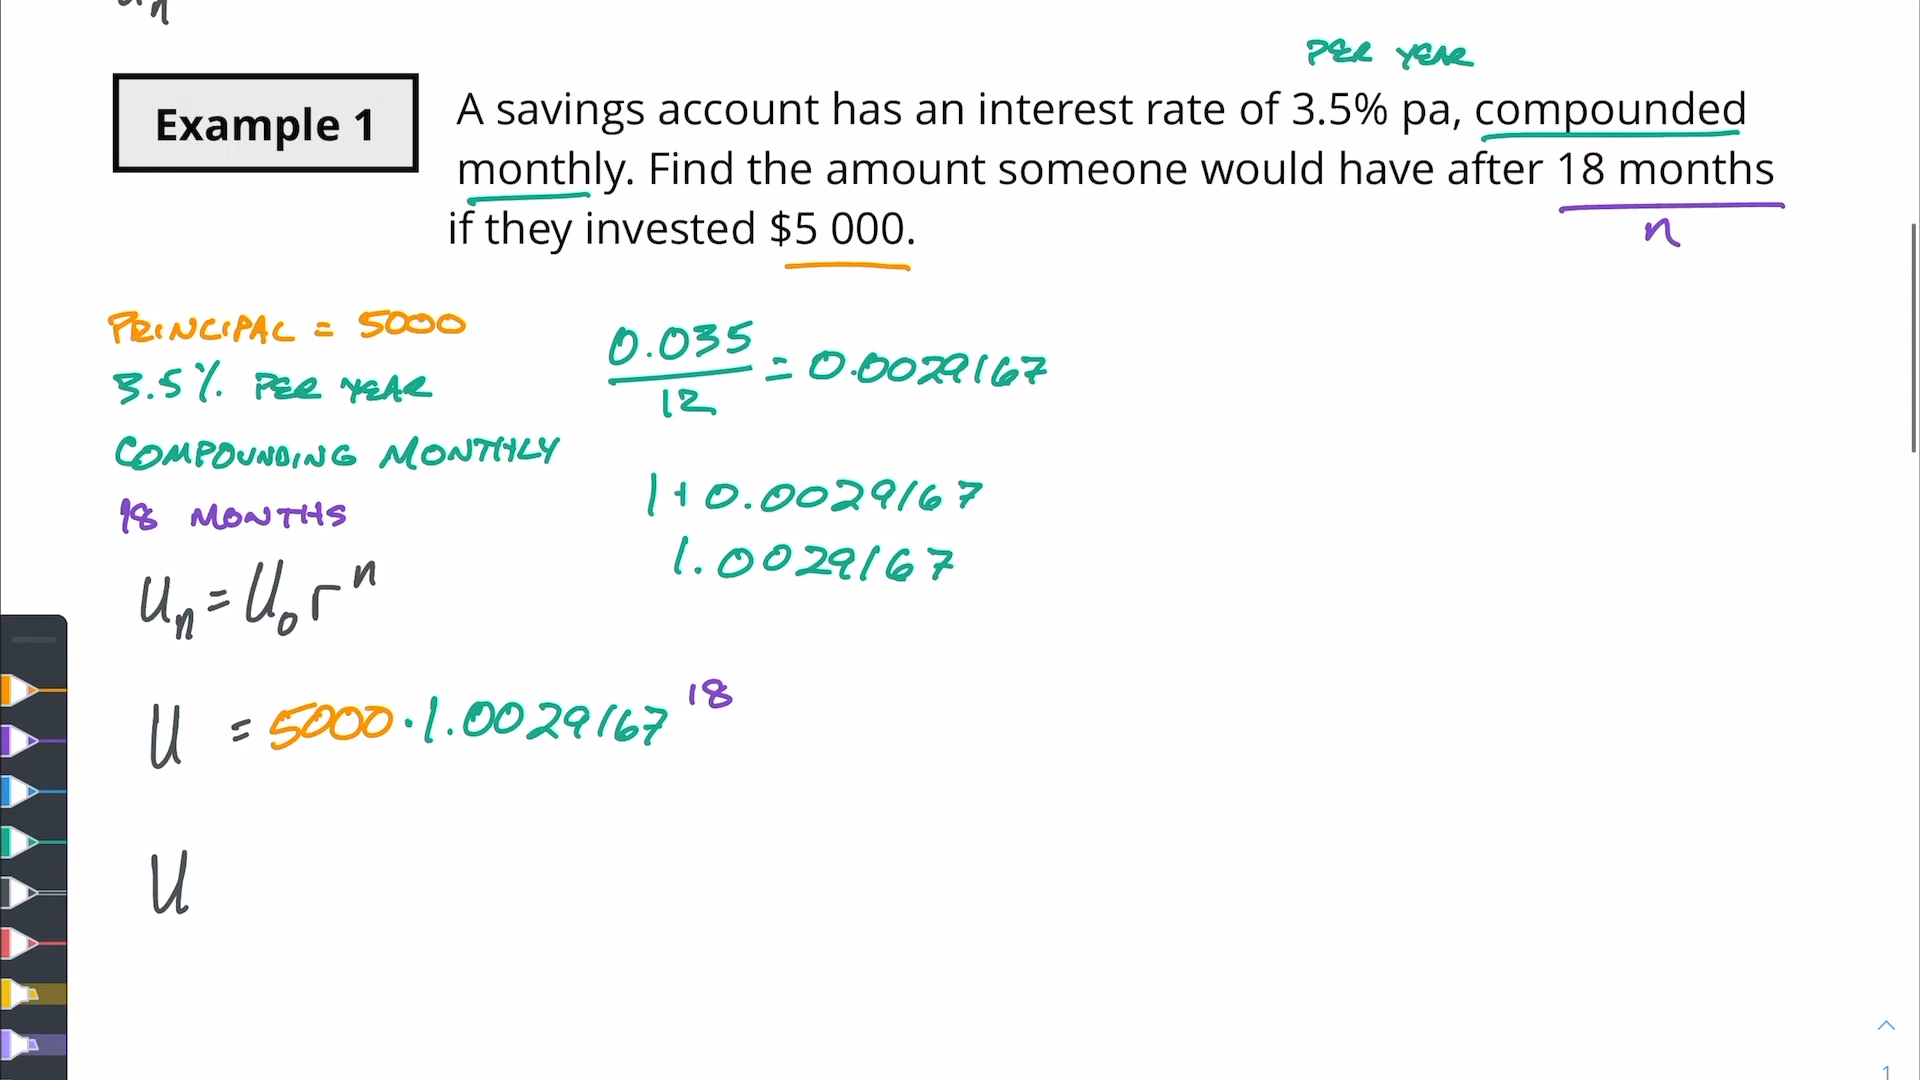 un
PER YEAR
Example 1
A savings account has an interest rate of 3.5% pa, compounded
monthly. Find the amount someone would have after 18 months
n
if they invested $5 000.
PRINCIPAL = 5000
3.5% PER YEAR
COMPOUNDING MONTHLY
18 MONTHS
0.035
12
= 0.0029167
1+0.0029167
1.0029167
Un = U0 r^n
U = 5000 · 1.0029167^18
U
1